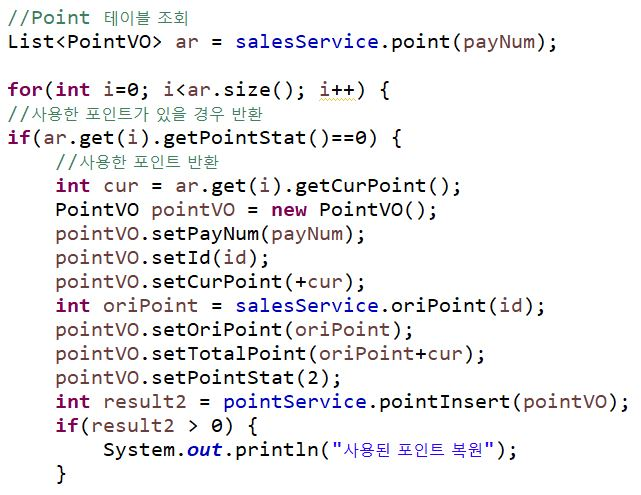 //Point 테이블 조회
List<PointVO> ar = salesService.point(payNum);
for(int i=0; i<ar.size(); i++) {
//사용한 포인트가 있을 경우 반환
if(ar.get(i).getPointStat()==0) {
//사용한 포인트 반환
int cur = ar.get(i).getCurPoint();
PointVO pointVO = new PointVO();
pointVO.setPayNum(payNum);
pointVO.setId(id);
pointVO.setCurPoint(+cur);
int oriPoint = salesService.oriPoint(id);
pointVO.setOriPoint(oriPoint);
pointVO.setTotalPoint(oriPoint+cur);
pointVO.setPointStat(2);
int result2 = pointService.pointInsert(pointVO);
if(result2 > 0) {
System.out.println("사용된 포인트 복원");
}